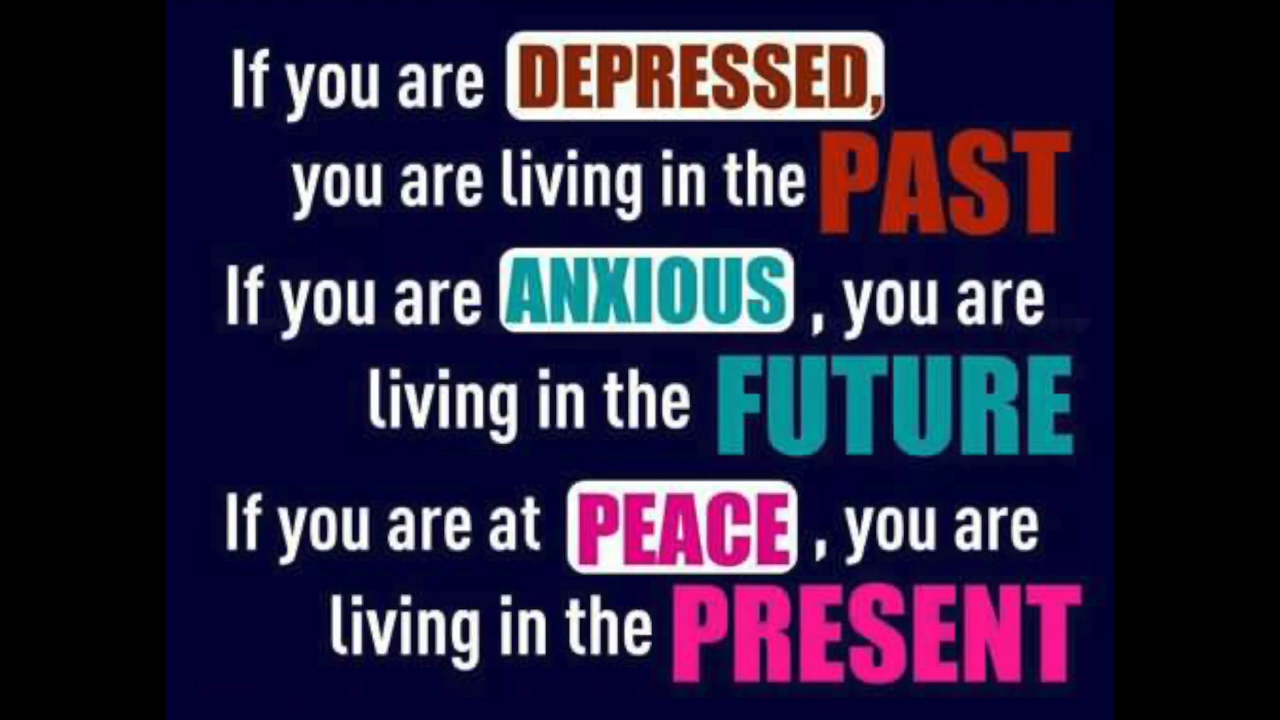 If you are DEPRESSED,
you are living in the PAST
If you are ANXIOUS , you are
living in the FUTURE
If you are at PEACE , you are
living in the PRESENT